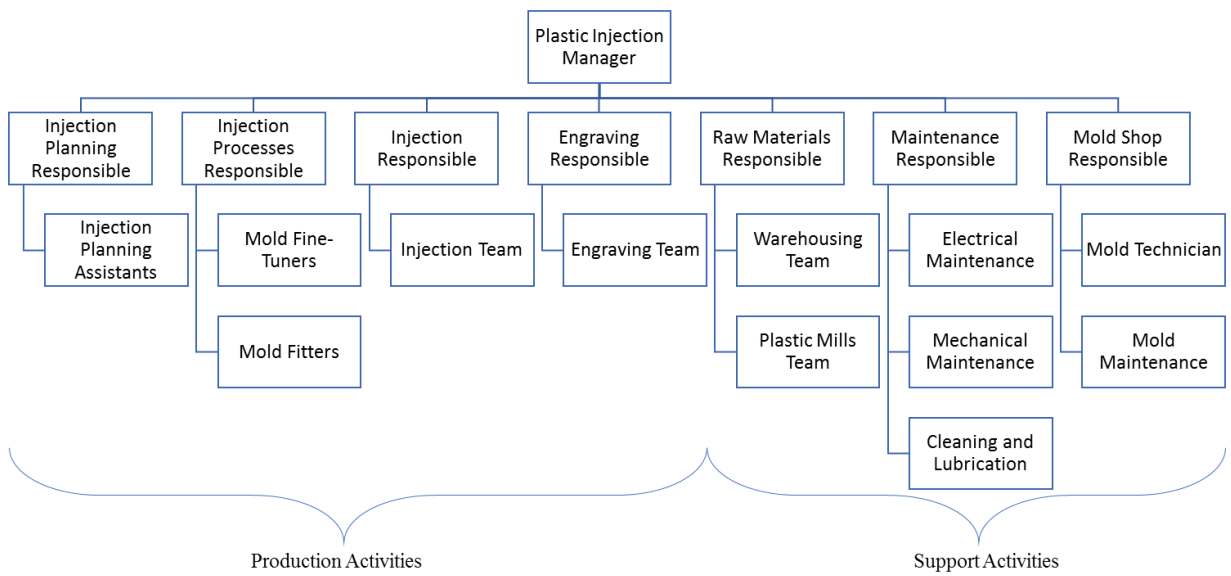 Plastic Injection
Manager
Injection
Planning
Responsible
Injection
Processes
Responsible
Injection
Responsible
Engraving
Responsible
Raw Materials
Responsible
Maintenance
Responsible
Mold Shop
Responsible
Injection
Planning
Assistants
Mold Fine-
Tuners
Injection Team
Engraving Team
Warehousing
Team
Electrical
Maintenance
Mold Technician
Mold Fitters
Plastic Mills
Team
Mechanical
Maintenance
Mold
Maintenance
Cleaning and
Lubrication
Production Activities
Support Activities